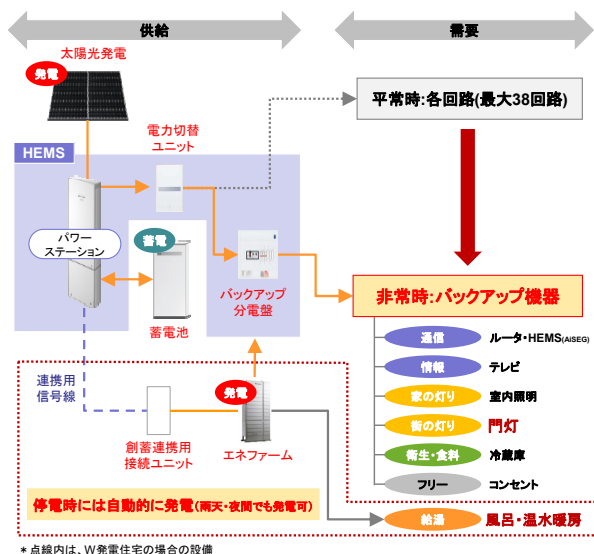 供給
需要
太陽光発電
発電
平常時:各回路(最大38回路)
電力切替
ユニット
HEMS
パワー
ステーション
蓄電
蓄電池
バックアップ
分電盤
非常時:バックアップ機器
通信
ルータ・HEMS(AiSEG)
情報
テレビ
家の灯り
室内照明
街の灯り
門灯
衛生・食料
冷蔵庫
フリー
コンセント
給湯
風呂・温水暖房
連携用
信号線
発電
創蓄連携用
接続ユニット
エネファーム
停電時には自動的に発電(雨天・夜間でも発電可)
*点線内は、W発電住宅の場合の設備